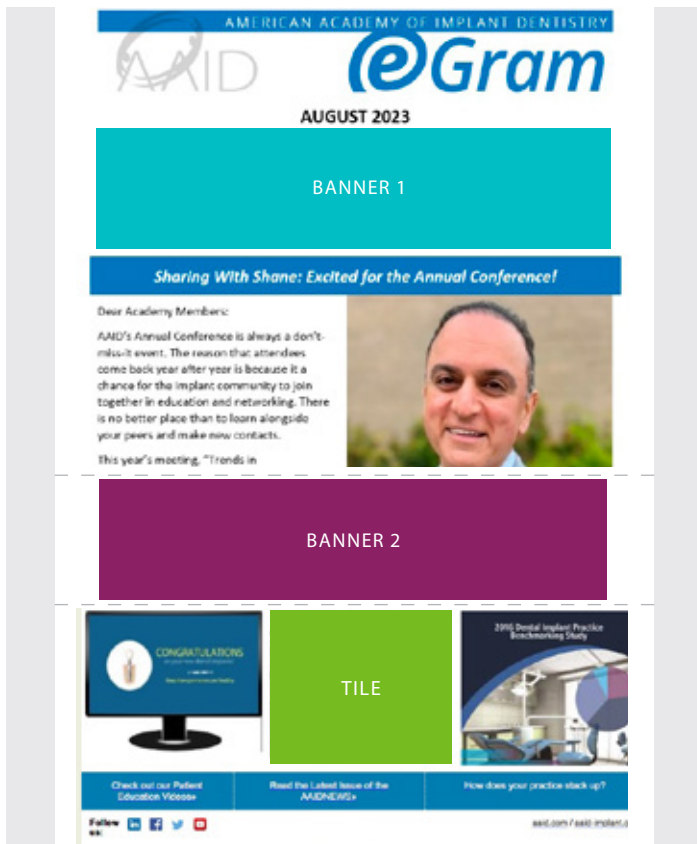 AMERICAN ACADEMY OF IMPLANT DENTISTRY
AAID
eGram
AUGUST 2023
BANNER 1
Sharing With Shane: Excited for the Annual Conference!
Dear Academy Members:
AAID's Annual Conference is always a don't-
miss-it event. The reason that attendees
come back year after year is because it a
chance for the implant community to join
together in education and networking. There
is no better place than to learn alongside
your peers and make new contacts.
This year's meeting, "Trends in
BANNER 2
CONGRATULATIONS
2016 Dental Implant Practice
Benchmarking Study
TILE
Check out our Patient
Education Videos»
Read the Latest Issue of the
AAIDNEWS»
How does your practice stack up?
Follow
us:
aaid.com / aaid-implant.o